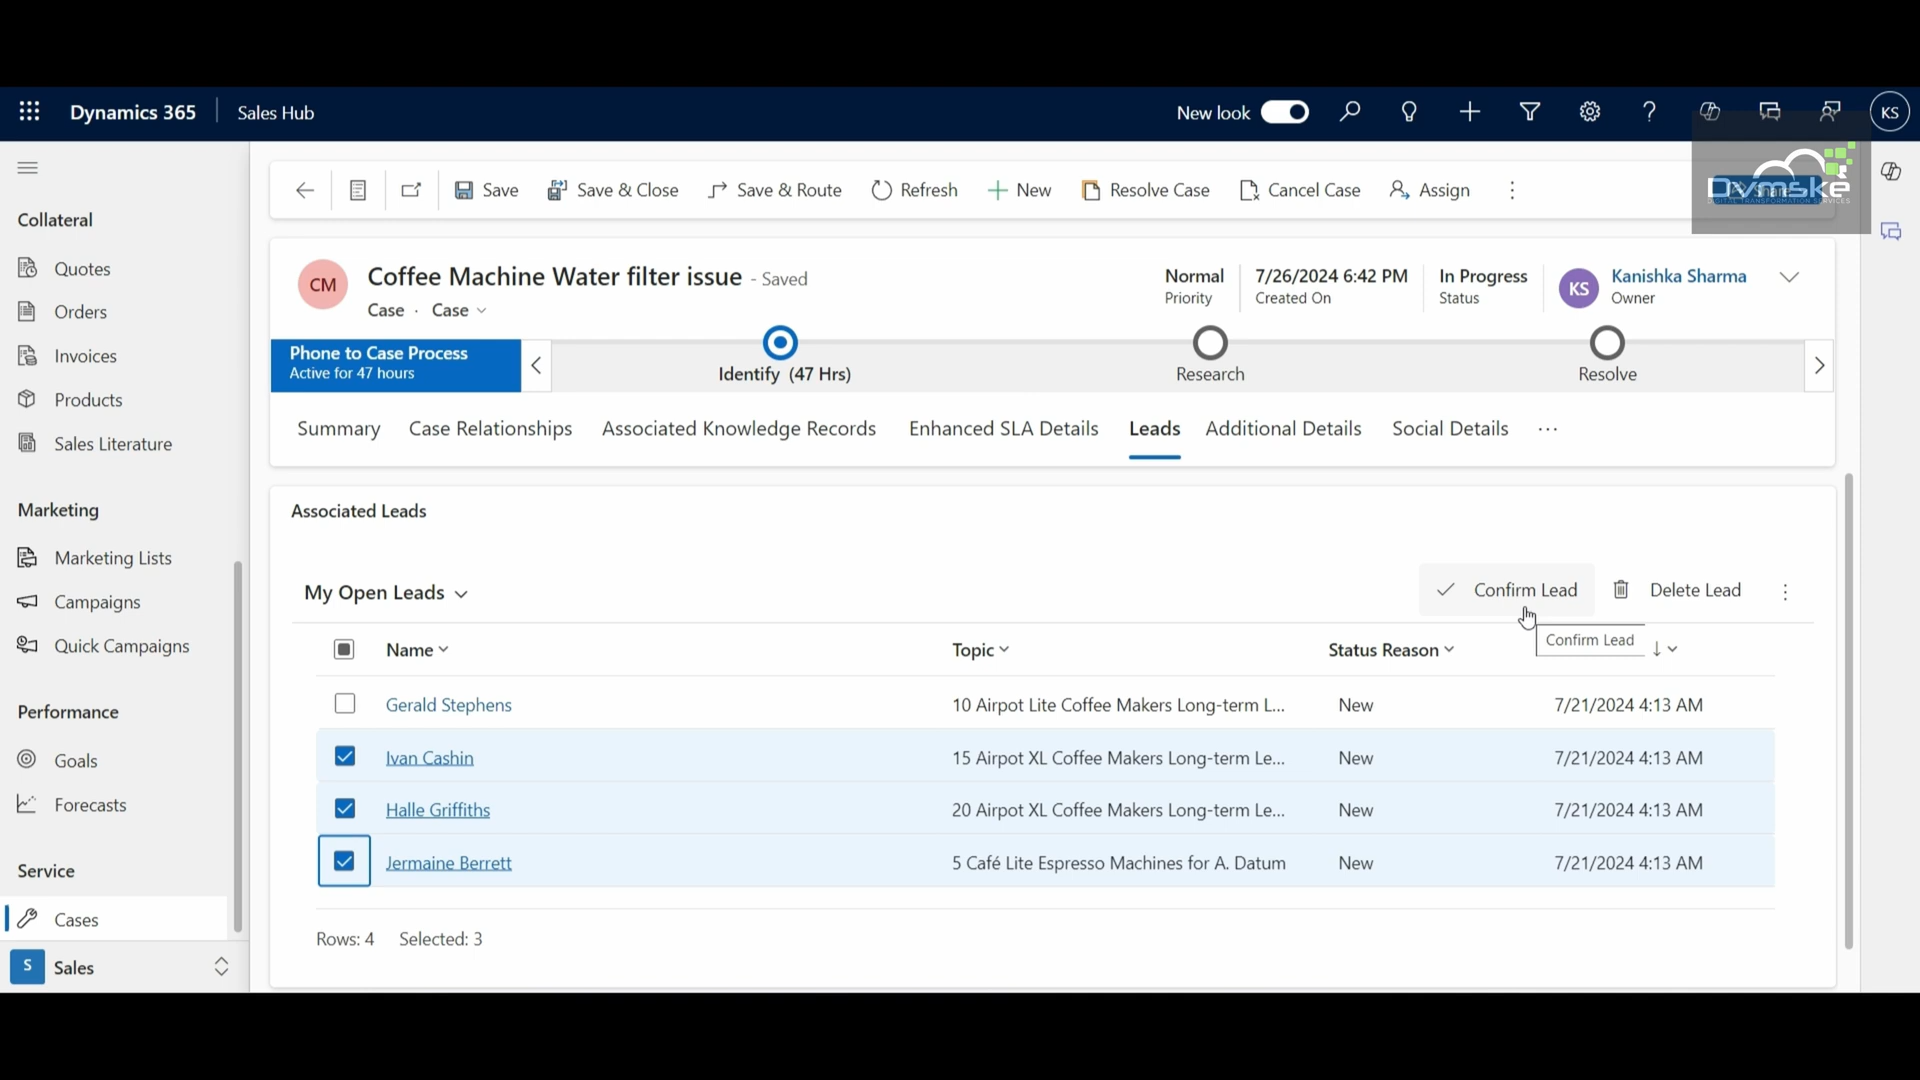 Dynamics 365
Sales Hub
New look
KS
Dymske
DIGITAL TRANSFORMATION SERVICES
Save
Save & Close
Save & Route
Refresh
New
Resolve Case
Cancel Case
Assign
Share
Collateral
Quotes
Orders
Invoices
Products
Sales Literature
Marketing
Marketing Lists
Campaigns
Quick Campaigns
Performance
Goals
Forecasts
Service
Cases
S
Sales
CM
Coffee Machine Water filter issue - Saved
Case · Case
Normal
Priority
7/26/2024 6:42 PM
Created On
In Progress
Status
KS
Kanishka Sharma
Owner
Phone to Case Process
Active for 47 hours
Identify (47 Hrs)
Research
Resolve
Summary
Case Relationships
Associated Knowledge Records
Enhanced SLA Details
Leads
Additional Details
Social Details
Associated Leads
My Open Leads
Confirm Lead
Delete Lead
Confirm Lead
Name
Topic
Status Reason
Gerald Stephens
10 Airpot Lite Coffee Makers Long-term L...
New
7/21/2024 4:13 AM
Ivan Cashin
15 Airpot XL Coffee Makers Long-term Le...
New
7/21/2024 4:13 AM
Halle Griffiths
20 Airpot XL Coffee Makers Long-term Le...
New
7/21/2024 4:13 AM
Jermaine Berrett
5 Café Lite Espresso Machines for A. Datum
New
7/21/2024 4:13 AM
Rows: 4
Selected: 3